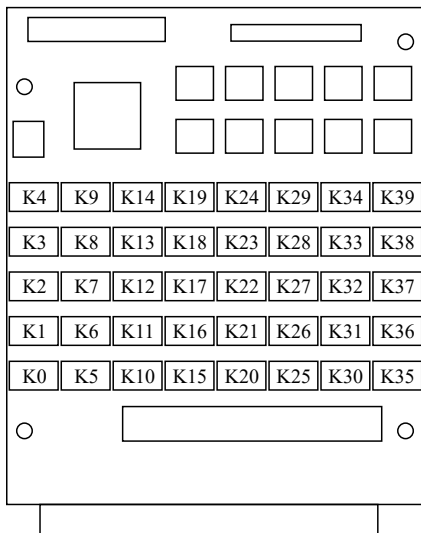 K4 K9 K14 K19 K24 K29 K34 K39
K3 K8 K13 K18 K23 K28 K33 K38
K2 K7 K12 K17 K22 K27 K32 K37
K1 K6 K11 K16 K21 K26 K31 K36
K0 K5 K10 K15 K20 K25 K30 K35